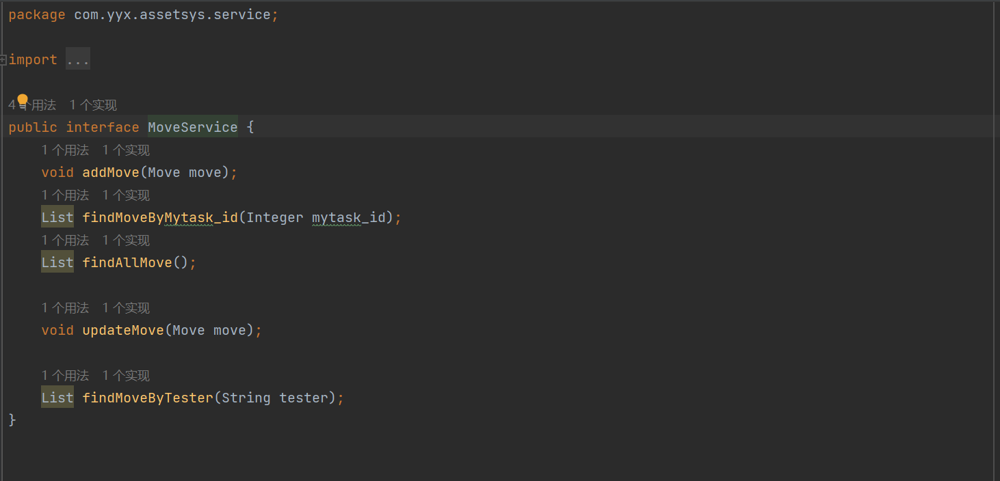 package com.yyx.assetsys.service;
import ...
4个用法 1个实现
public interface MoveService {
1个用法 1个实现
void addMove(Move move);
1个用法 1个实现
List findMoveByMytask_id(Integer mytask_id);
1个用法 1个实现
List findAllMove();
1个用法 1个实现
void updateMove(Move move);
1个用法 1个实现
List findMoveByTester(String tester);
}